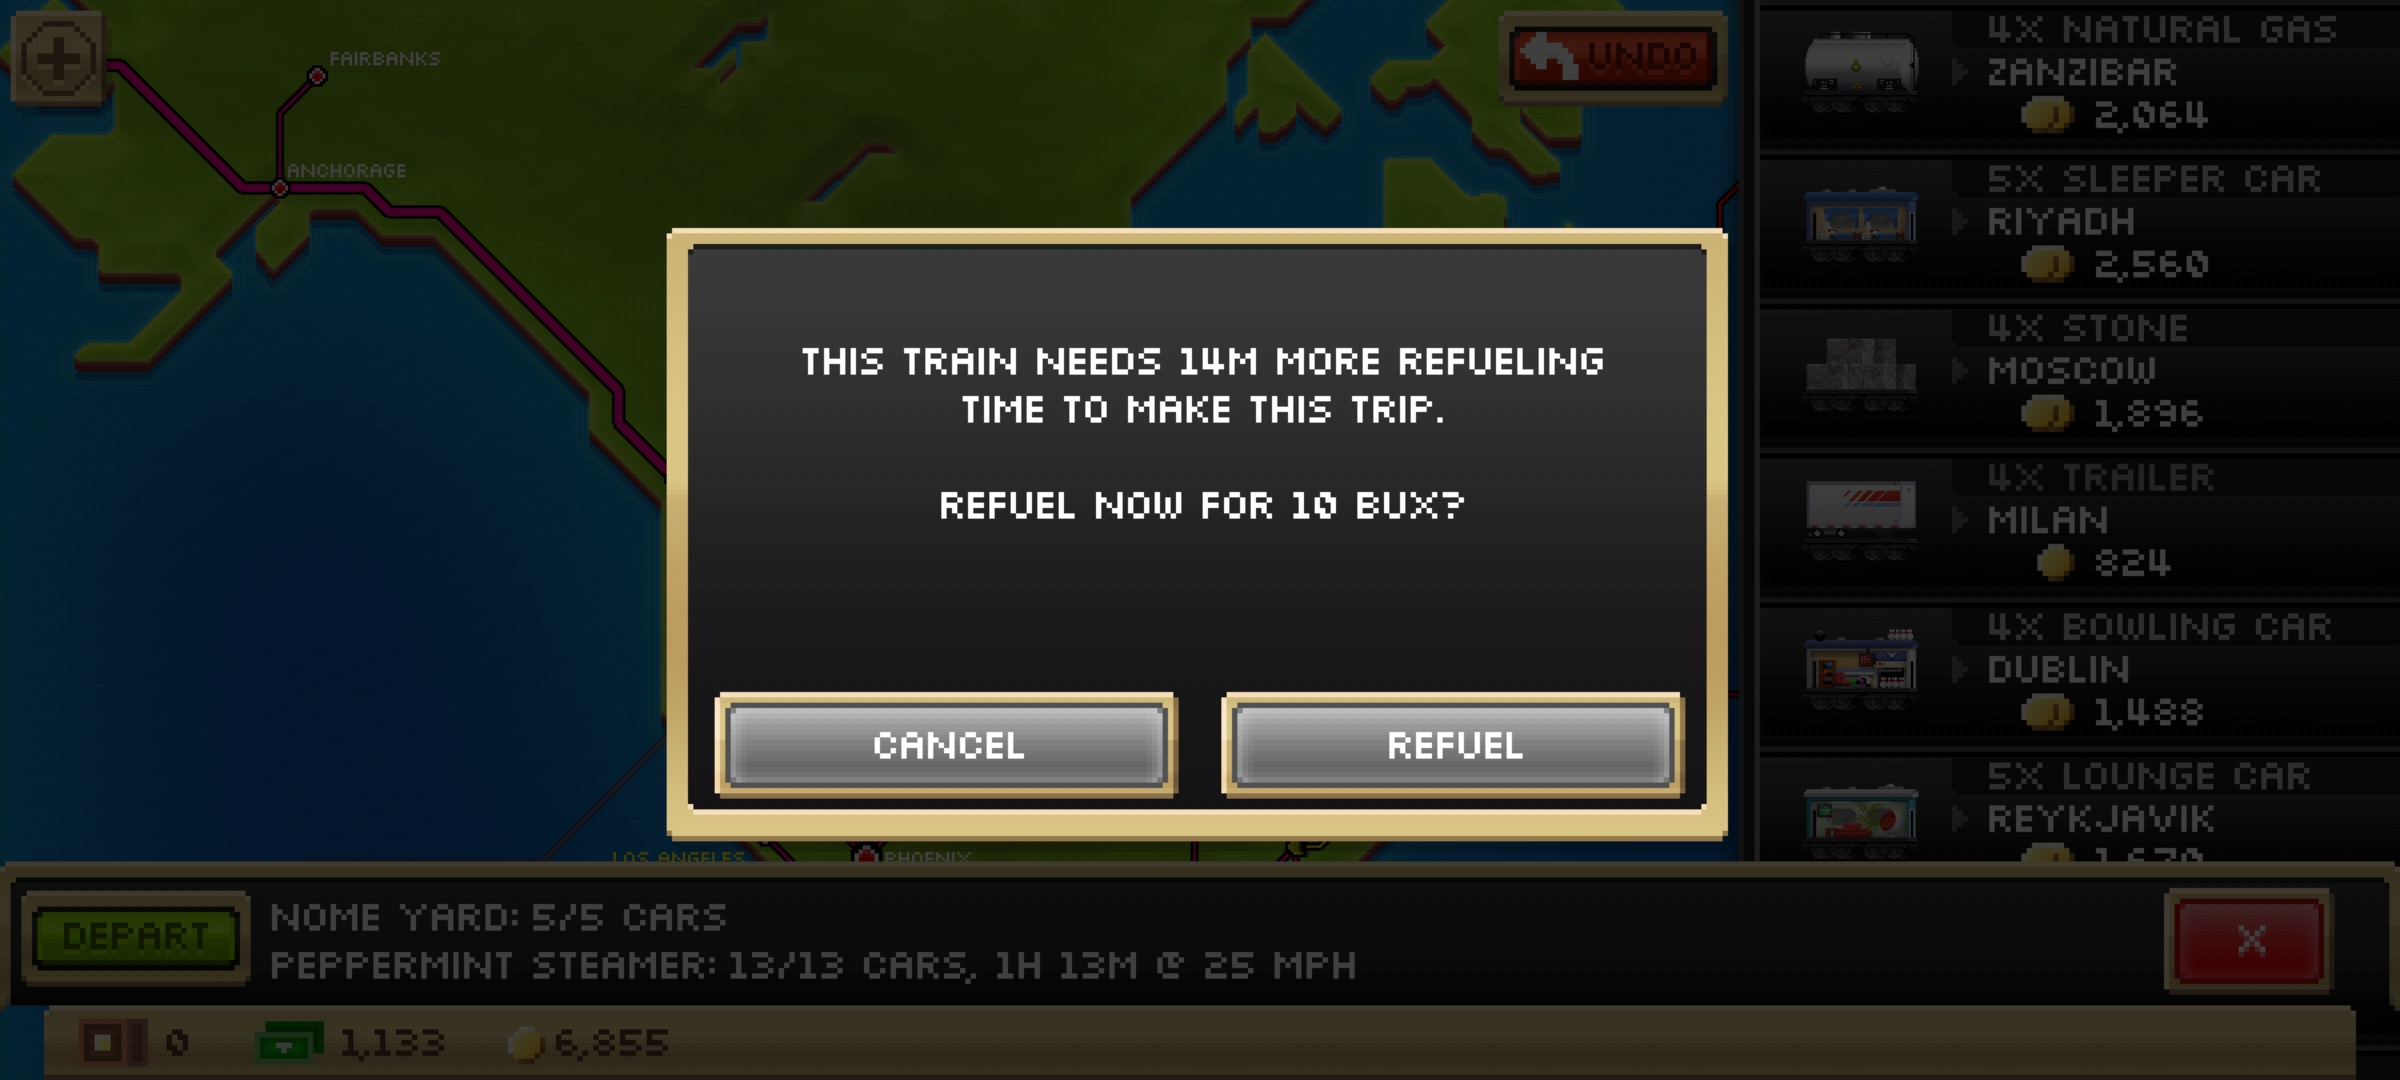 FAIRBANKS
ANCHORAGE
UNDO
THIS TRAIN NEEDS 14M MORE REFUELING
TIME TO MAKE THIS TRIP.
REFUEL NOW FOR 10 BUX?
CANCEL
REFUEL
4X NATURAL GAS
ZANZIBAR
2,064
5X SLEEPER CAR
RIYADH
2,560
4X STONE
MOSCOW
1,896
4X TRAILER
MILAN
824
4X BOWLING CAR
DUBLIN
1,488
5X LOUNGE CAR
REYKJAVIK
LOS ANGELES
PHOENIX
DEPART
NOME YARD: 5/5 CARS
PEPPERMINT STEAMER: 13/13 CARS, 1H 13M @ 25 MPH
X
0
1,133
6,855